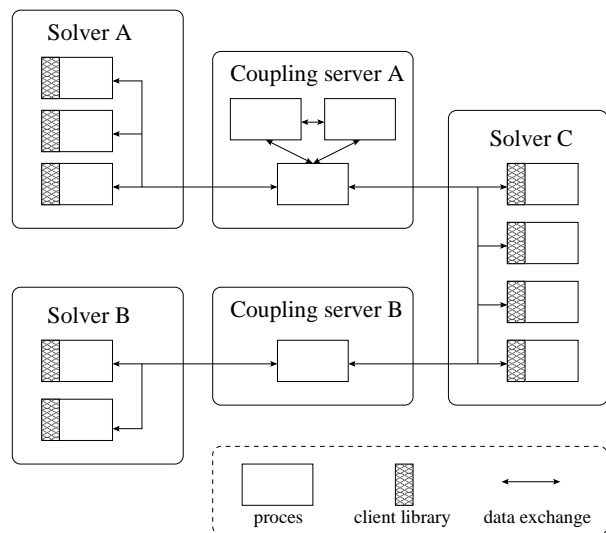 Solver A
Coupling server A
Solver C
Solver B
Coupling server B
proces
client library
data exchange